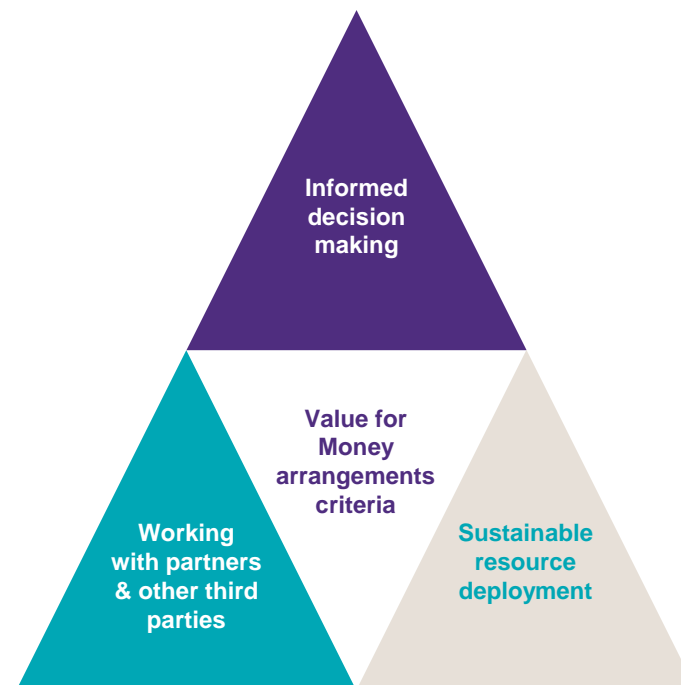 Informed
decision
making
Value for
Money
arrangements
criteria
Working
with partners
& other third
parties
Sustainable
resource
deployment